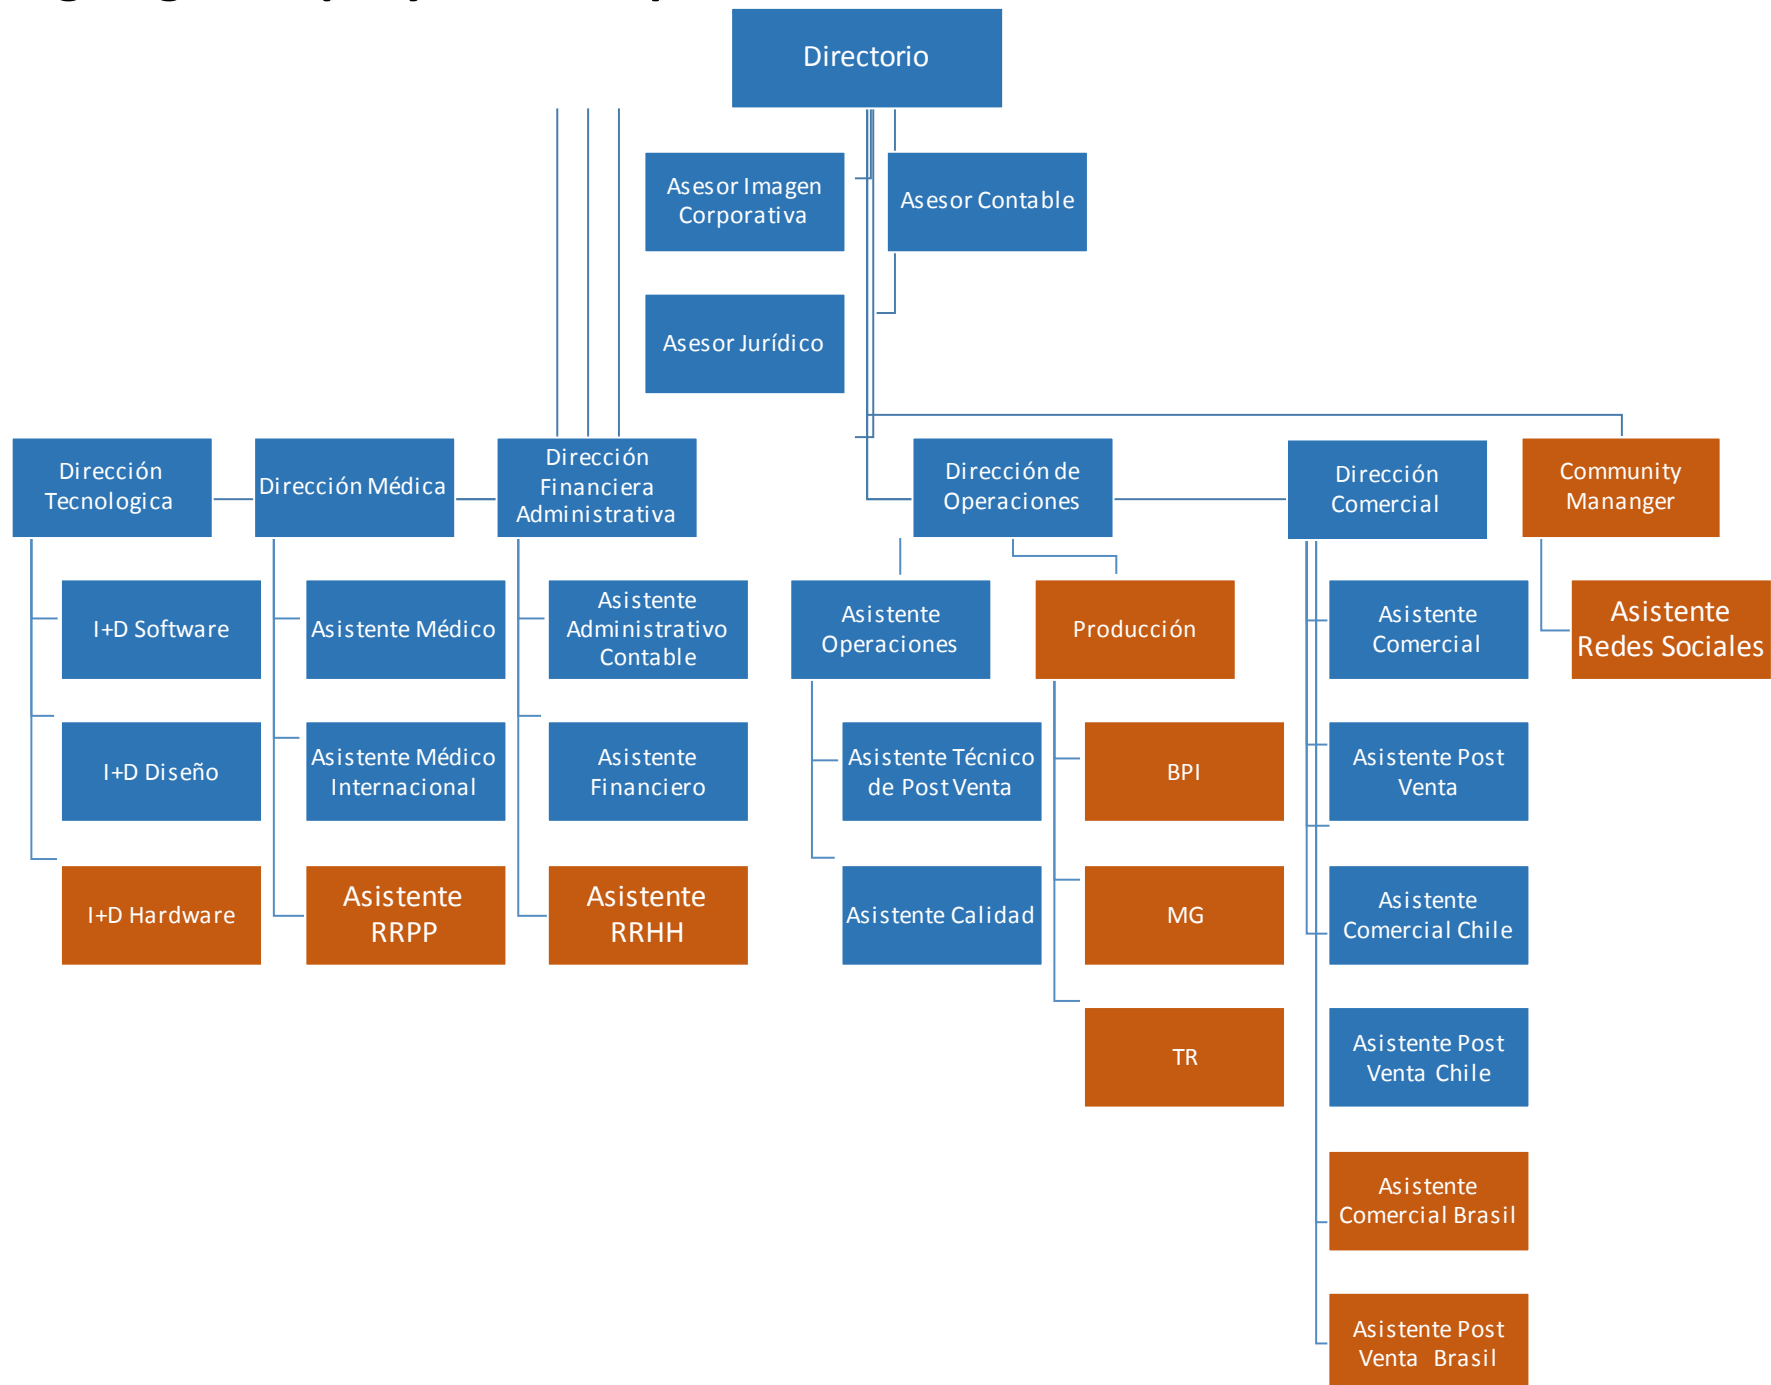 Directorio
Asesor Imagen
Corporativa
Asesor Contable
Asesor Jurídico
Dirección
Tecnologica
Dirección Médica
Dirección
Financiera
Administrativa
Dirección de
Operaciones
Dirección
Comercial
Community
Mananger
I+D Software
Asistente Médico
Asistente
Administrativo
Contable
Asistente
Operaciones
Producción
Asistente
Comercial
Asistente
Redes Sociales
I+D Diseño
Asistente Médico
Internacional
Asistente
Financiero
Asistente Técnico
de Post Venta
BPI
Asistente Post
Venta
I+D Hardware
Asistente
RRPP
Asistente
RRHH
Asistente Calidad
MG
Asistente
Comercial Chile
TR
Asistente Post
Venta Chile
Asistente
Comercial Brasil
Asistente Post
Venta Brasil